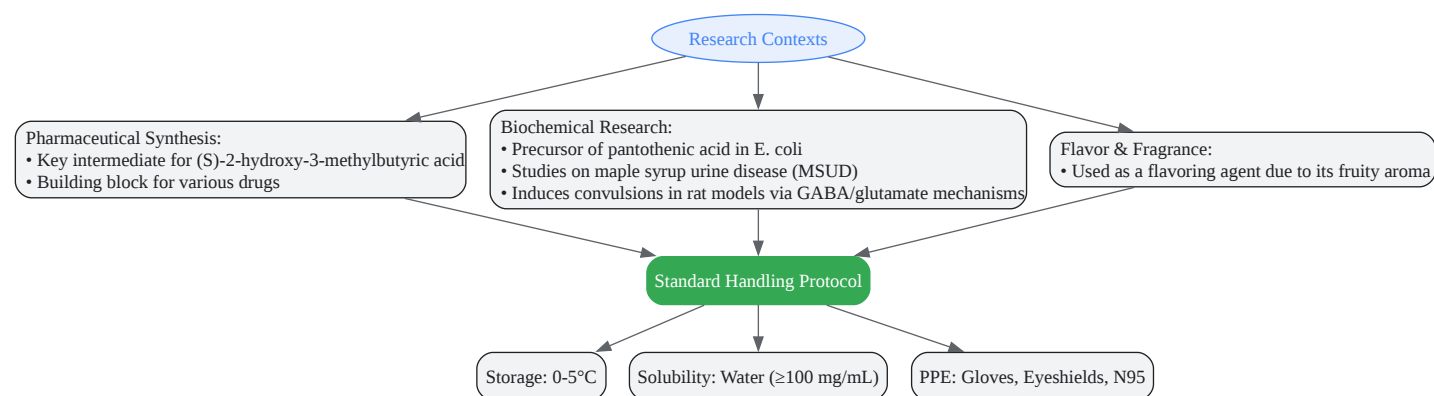 Research Contexts
Pharmaceutical Synthesis:
• Key intermediate for (S)-2-hydroxy-3-methylbutyric acid
• Building block for various drugs
Biochemical Research:
• Precursor of pantothenic acid in E. coli
• Studies on maple syrup urine disease (MSUD)
• Induces convulsions in rat models via GABA/glutamate mechanisms
Flavor & Fragrance:
• Used as a flavoring agent due to its fruity aroma
Standard Handling Protocol
Storage: 0-5°C
Solubility: Water (≥100 mg/mL)
PPE: Gloves, Eyeshields, N95